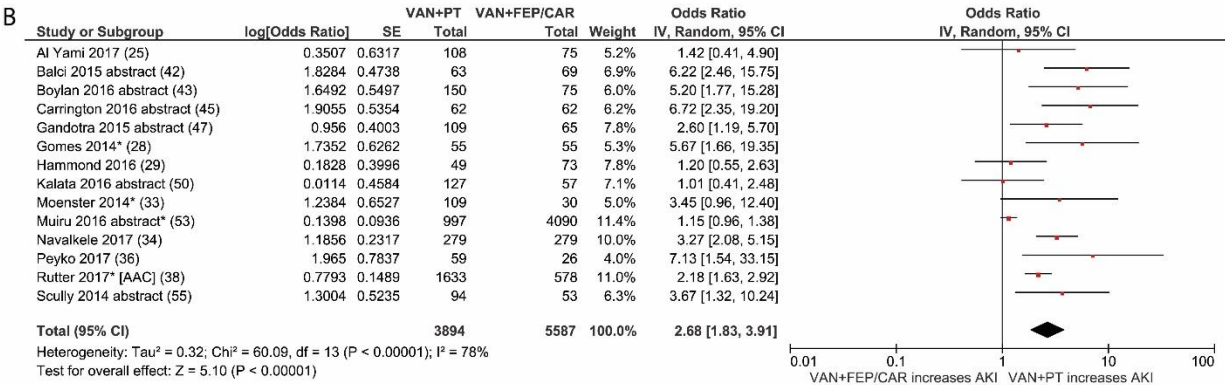 B
VAN+PT VAN+FEP/CAR Odds Ratio Odds Ratio
Study or Subgroup log[Odds Ratio] SE Total Total Weight IV, Random, 95% CI IV, Random, 95% CI
Al Yami 2017 (25) 0.3507 0.6317 108 75 5.2% 1.42 [0.41, 4.90]
Balci 2015 abstract (42) 1.8284 0.4738 63 69 6.9% 6.22 [2.46, 15.75]
Boylan 2016 abstract (43) 1.6492 0.5497 150 75 6.0% 5.20 [1.77, 15.28]
Carrington 2016 abstract (45) 1.9055 0.5354 62 62 6.2% 6.72 [2.35, 19.20]
Gandotra 2015 abstract (47) 0.956 0.4003 109 65 7.8% 2.60 [1.19, 5.70]
Gomes 2014* (28) 1.7352 0.6262 55 55 5.3% 5.67 [1.66, 19.35]
Hammond 2016 (29) 0.1828 0.3996 49 73 7.8% 1.20 [0.55, 2.63]
Kalata 2016 abstract (50) 0.0114 0.4584 127 57 7.1% 1.01 [0.41, 2.48]
Moenster 2014* (33) 1.2384 0.6527 109 30 5.0% 3.45 [0.96, 12.40]
Muiru 2016 abstract* (53) 0.1398 0.0936 997 4090 11.4% 1.15 [0.96, 1.38]
Navalkele 2017 (34) 1.1856 0.2317 279 279 10.0% 3.27 [2.08, 5.15]
Peyko 2017 (36) 1.965 0.7837 59 26 4.0% 7.13 [1.54, 33.15]
Rutter 2017* [AAC] (38) 0.7793 0.1489 1633 578 11.0% 2.18 [1.63, 2.92]
Scully 2014 abstract (55) 1.3004 0.5235 94 53 6.3% 3.67 [1.32, 10.24]
Total (95% CI) 3894 5587 100.0% 2.68 [1.83, 3.91]
Heterogeneity: Tau² = 0.32; Chi² = 60.09, df = 13 (P < 0.00001); I² = 78%
Test for overall effect: Z = 5.10 (P < 0.00001)
0.01 0.1 1 10 100
VAN+FEP/CAR increases AKI VAN+PT increases AKI